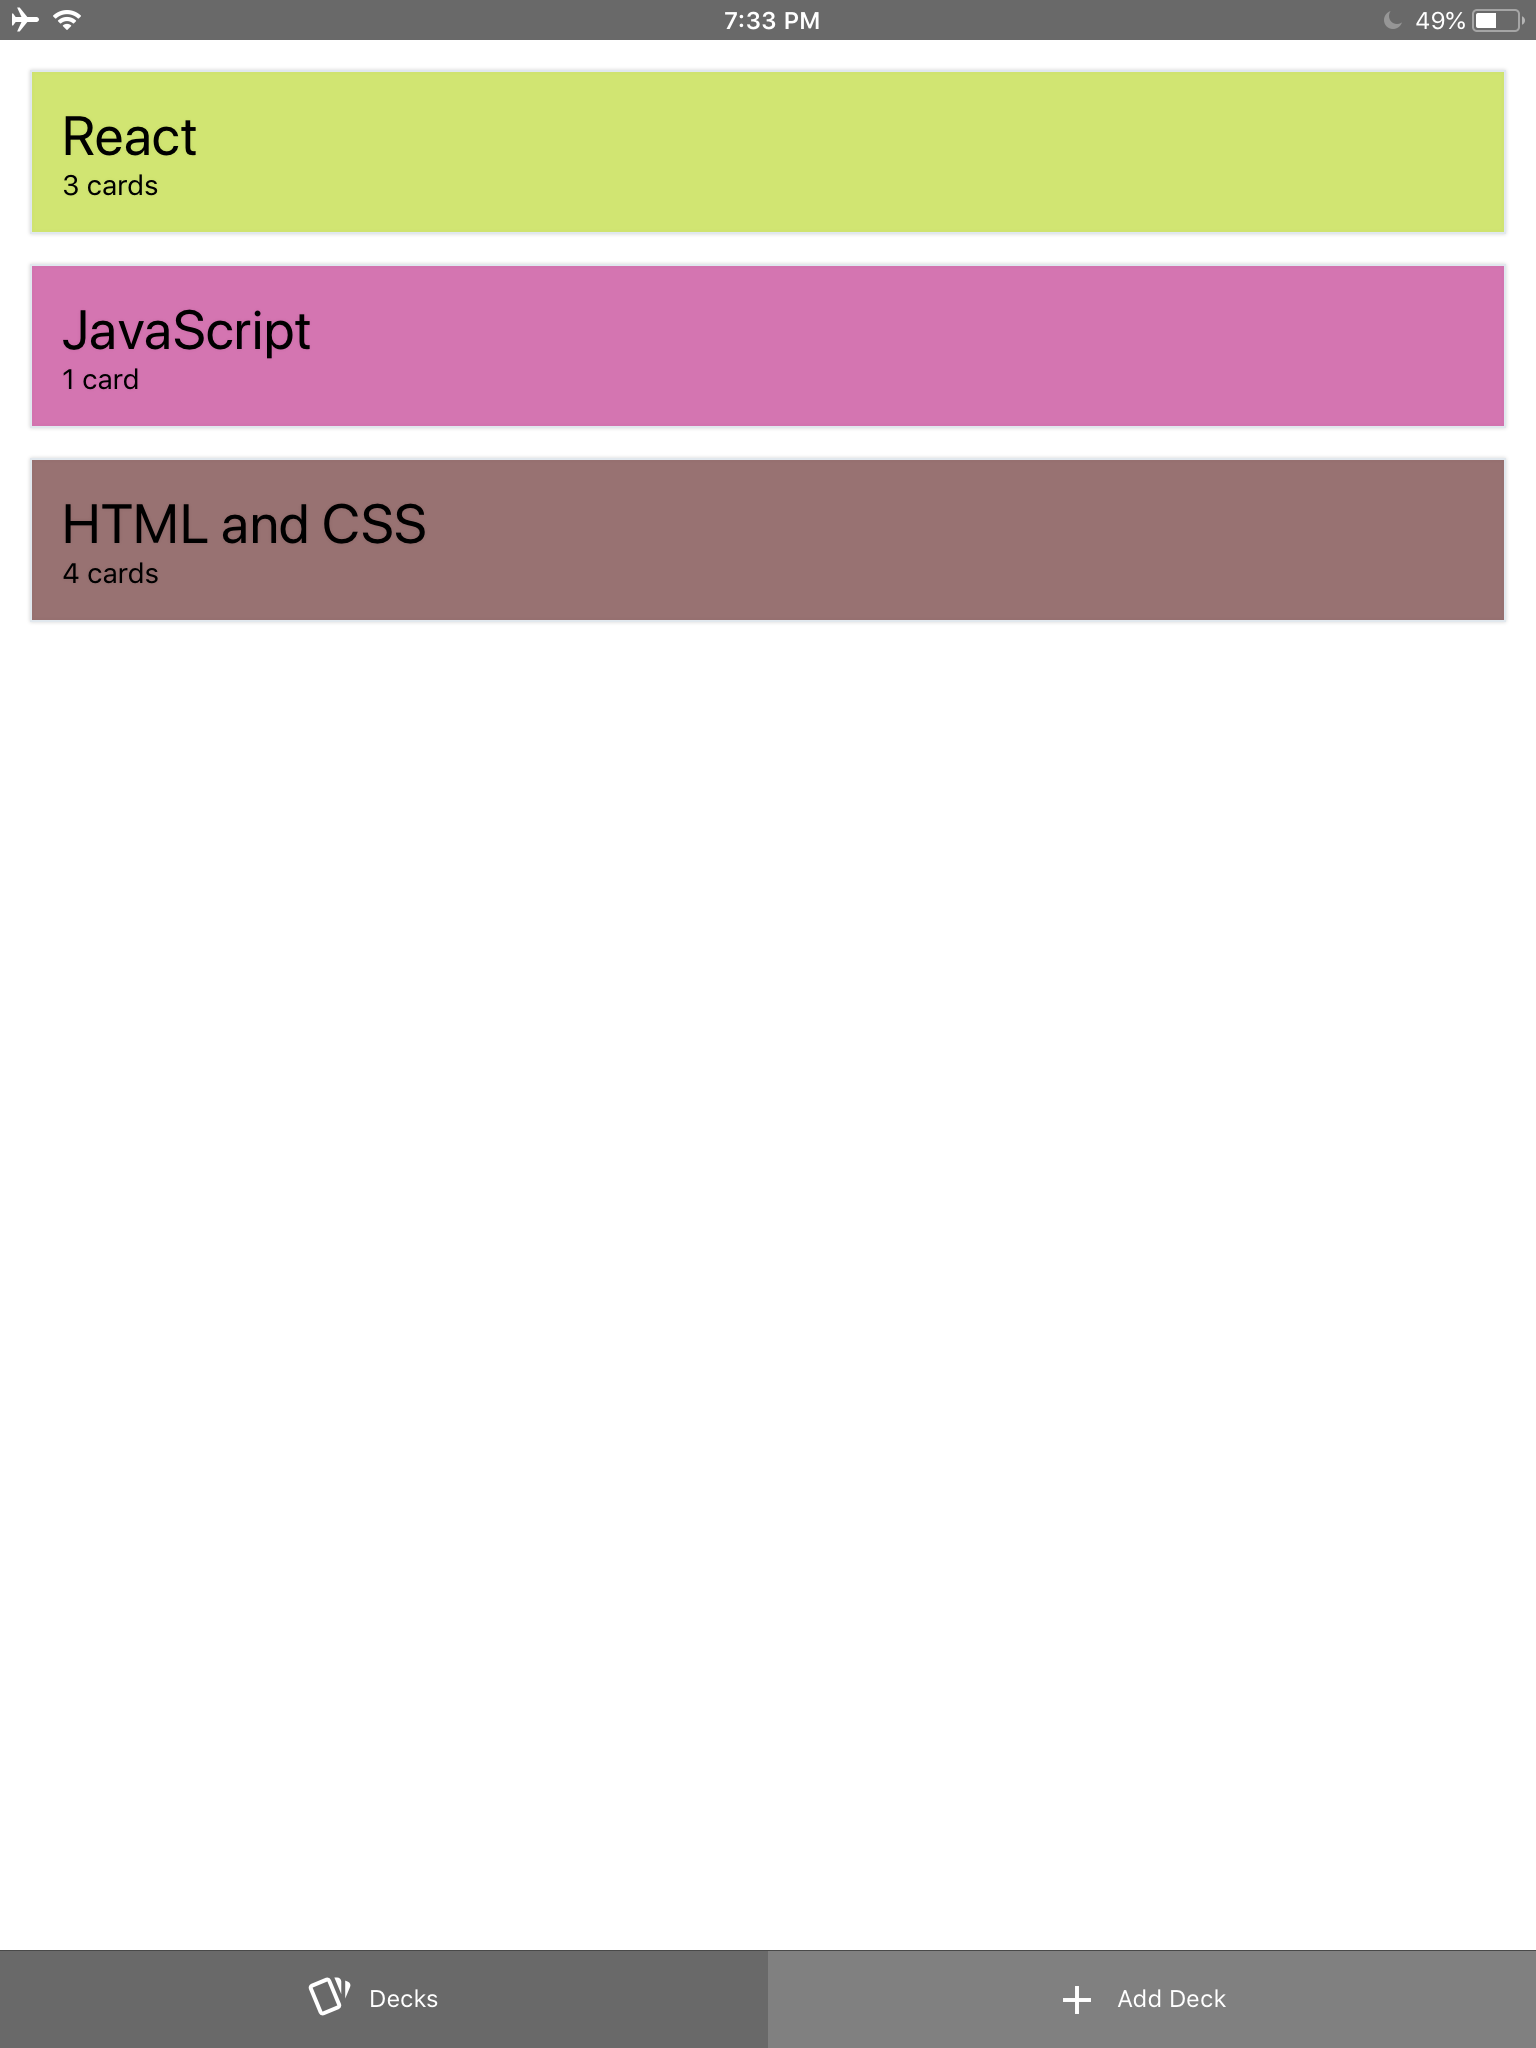 7:33 PM
49%
React
3 cards
JavaScript
1 card
HTML and CSS
4 cards
Decks
Add Deck